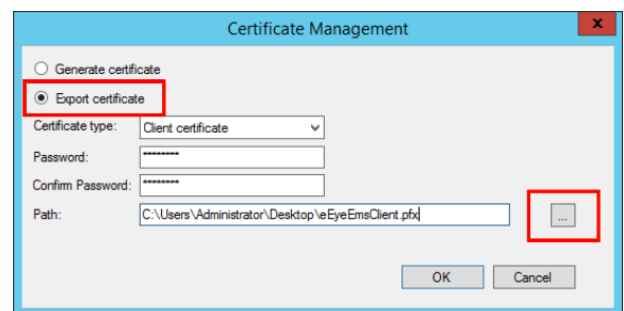 Certificate Management
x
Generate certificate
Export certificate
Certificate type: Client certificate
Password: ********
Confirm Password: ********
Path: C:\Users\Administrator\Desktop\eEyeEmsClient.pfx ...
OK Cancel